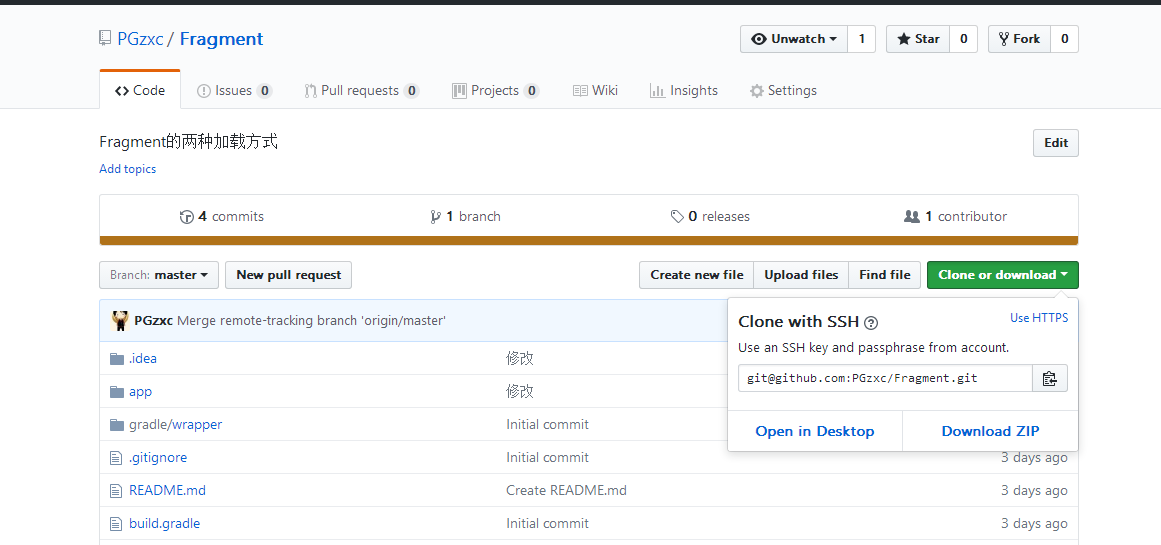 PGzxc / Fragment
Unwatch 1 Star 0 Fork 0
Code Issues 0 Pull requests 0 Projects 0 Wiki Insights Settings
Fragment的两种加载方式 Edit
Add topics
4 commits 1 branch 0 releases 1 contributor
Branch: master New pull request Create new file Upload files Find file Clone or download
PGzxc Merge remote-tracking branch 'origin/master'
Clone with SSH Use HTTPS
Use an SSH key and passphrase from account.
git@github.com:PGzxc/Fragment.git
Open in Desktop Download ZIP
.idea 修改
app 修改
gradle/wrapper Initial commit
.gitignore Initial commit 3 days ago
README.md Create README.md 3 days ago
build.gradle Initial commit 3 days ago